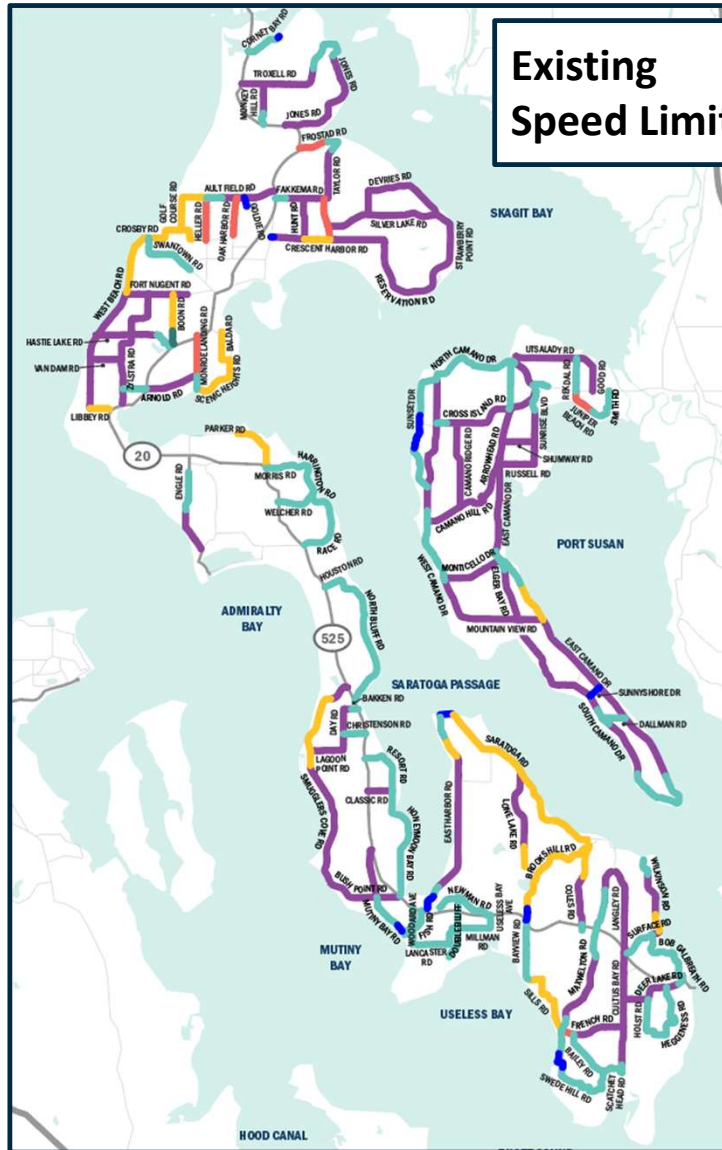 Existing
Speed Limit
CORNET BAY RD
TROXELL RD
JONES RD
MONKEY
HILL RD
JONES RD
FROSTAD RD
TAYLOR RD
GOLF
COURSE RD
AULT FIELD RD
FAKKEMA RD
DEVRIES RD
SKAGIT BAY
HELLER RD
OAK HARBOR RD
GOLDIE RD
HUNT RD
SILVER LAKE RD
STRAWBERRY
POINT RD
CROSBY RD
SWANTOWN RD
CRESCENT HARBOR RD
RESERVATION RD
WEST BEACH RD
FORT NUGENT RD
BOON RD
HASTIE LAKE RD
VAN DAM RD
ZYLSTRA RD
MONROE LANDING RD
BALDA RD
SCENIC HEIGHTS RD
ARNOLD RD
LIBBEY RD
NORTH CAMANO DR
UTSALADY RD
REKDAL RD
GOOD RD
SUNSET DR
CROSS ISLAND RD
SUNRISE BLVD
JUNIPER
BEACH RD
SMITH RD
PARKER RD
20
MORRIS RD
HARRINGTON RD
ENGLE RD
WELCHER RD
RACE RD
CAMANO RIDGE RD
ARROWHEAD RD
SHUMWAY RD
RUSSELL RD
CAMANO HILL RD
EAST CAMANO DR
PORT SUSAN
WEST CAMANO DR
MONTICELLO DR
ELGER BAY RD
HOUSTON RD
ADMIRALTY
BAY
525
NORTH BLUFF RD
MOUNTAIN VIEW RD
EAST CAMANO DR
SARATOGA PASSAGE
SUNNYSHORE DR
SOUTH CAMANO DR
DALLMAN RD
BAKKEN RD
DAY RD
CHRISTENSON RD
LAGOON
POINT RD
RESORT RD
SARATOGA RD
SMUGGLERS COVE RD
CLASSIC RD
HONEYMOON BAY RD
EAST HARBOR RD
LONE LAKE RD
BROOKS HILL RD
WILKINSON RD
BUSH POINT RD
MUTINY BAY RD
WOODARD AVE
FISH RD
NEWMAN RD
USELESS BAY
AVE
COLES RD
LANGLEY RD
SURFACE RD
BOB GALBREATH RD
MUTINY
BAY
LANCASTER
RD
DOUBLE BLUFF
MILLMAN
RD
BAYVIEW RD
MAXWELTON RD
CULTUS BAY RD
DEER LAKE RD
USELESS BAY
SILLS RD
FRENCH RD
HOLST RD
HEGGENESS RD
BAILEY RD
SWEDE HILL RD
SCATCHET
HEAD RD
HOOD CANAL